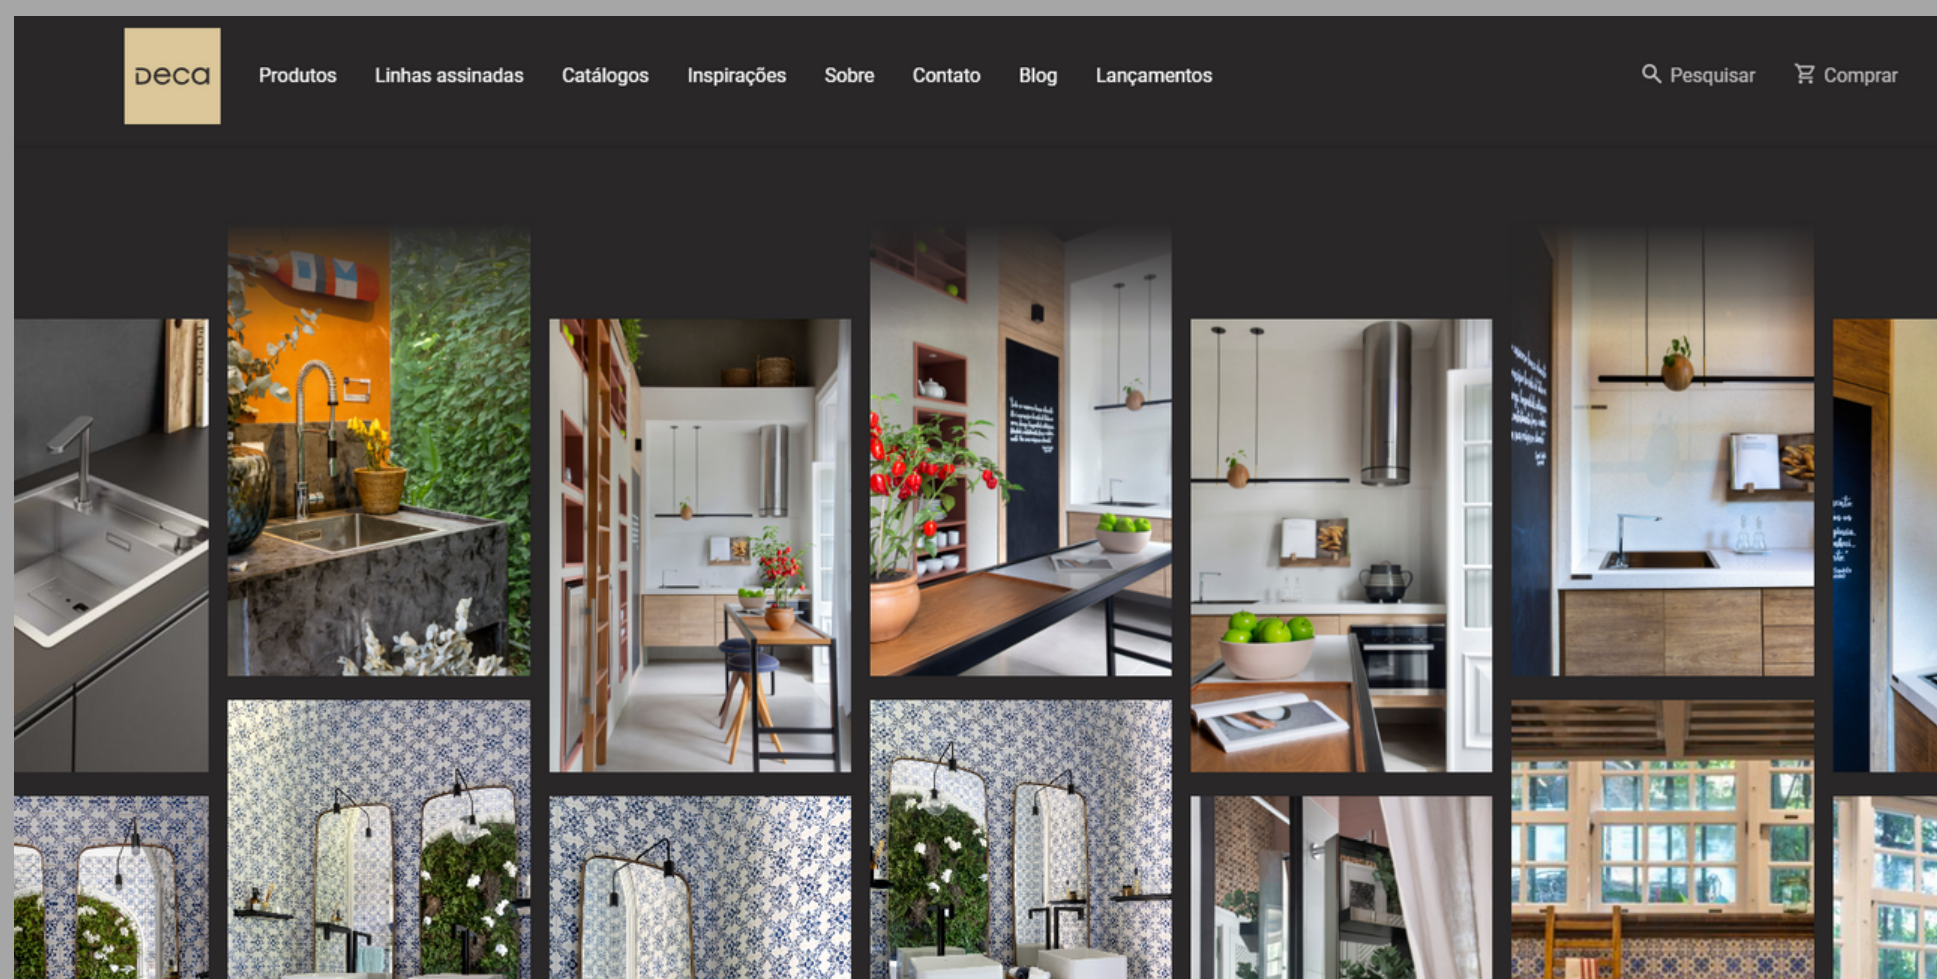 Deca
Produtos
Linhas assinadas
Catálogos
Inspirações
Sobre
Contato
Blog
Lançamentos
Pesquisar
Comprar